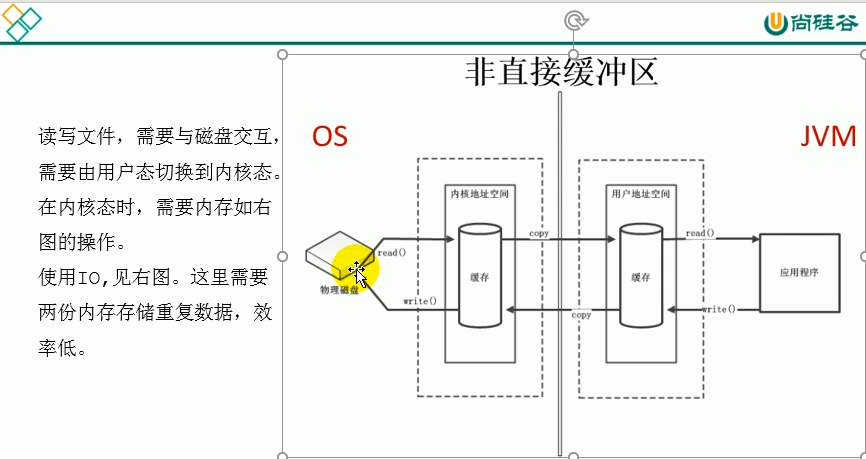 尚硅谷
非直接缓冲区
读写文件，需要与磁盘交互，
需要由用户态切换到内核态。
在内核态时，需要内存如右
图的操作。
使用IO,见右图。这里需要
两份内存存储重复数据，效
率低。
OS
JVM
内核地址空间
用户地址空间
copy
read()
read()
缓存
缓存
应用程序
物理磁盘
write()
copy
write()